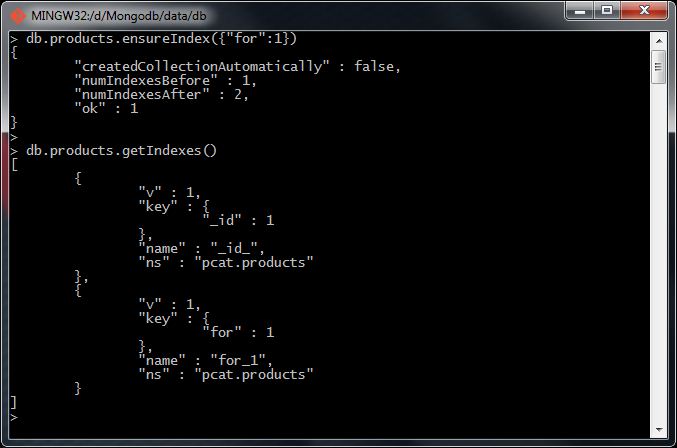 MINGW32:/d/Mongodb/data/db
> db.products.ensureIndex({"for":1})
{
        "createdCollectionAutomatically" : false,
        "numIndexesBefore" : 1,
        "numIndexesAfter" : 2,
        "ok" : 1
}
>
> db.products.getIndexes()
[
        {
                "v" : 1,
                "key" : {
                        "_id" : 1
                },
                "name" : "_id_",
                "ns" : "pcat.products"
        },
        {
                "v" : 1,
                "key" : {
                        "for" : 1
                },
                "name" : "for_1",
                "ns" : "pcat.products"
        }
]
>